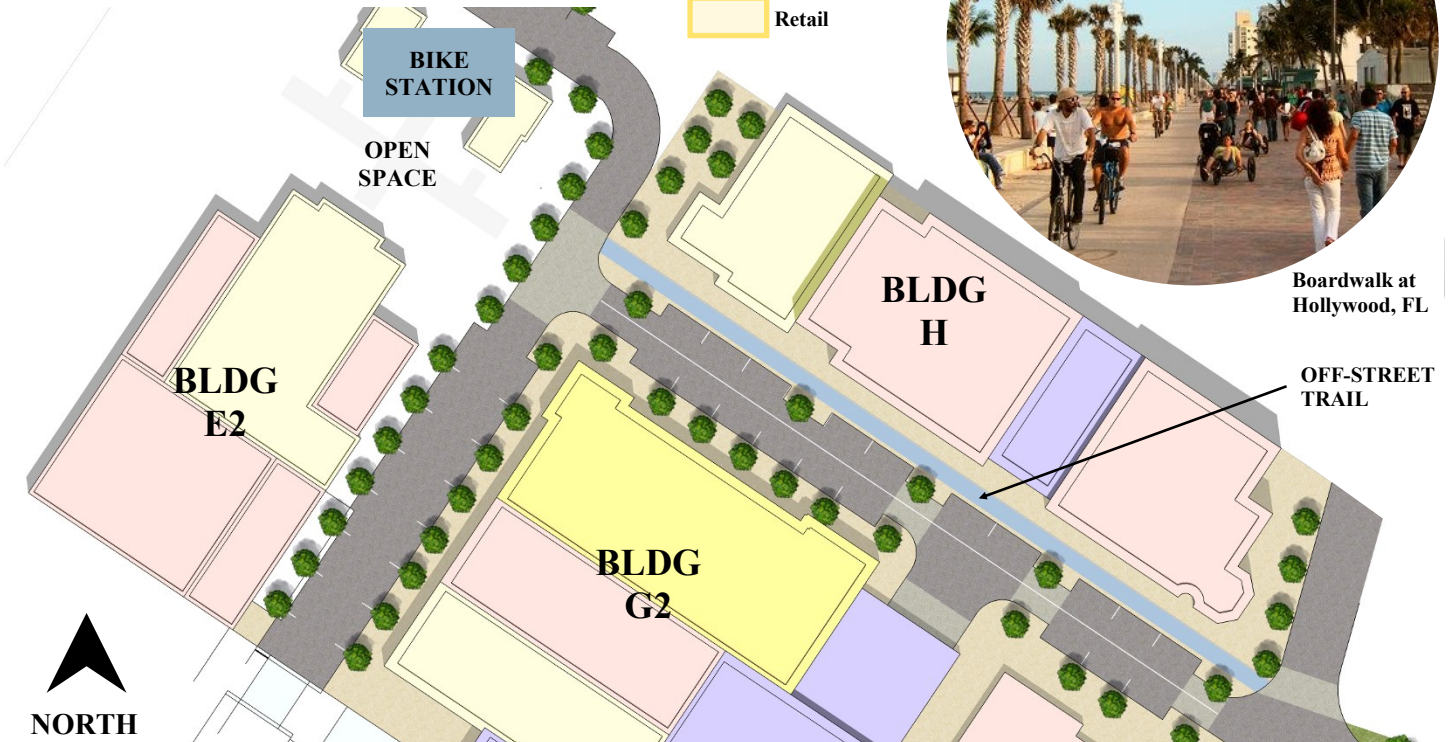 Retail
BIKE
STATION
OPEN
SPACE
BLDG
H
Boardwalk at
Hollywood, FL
OFF-STREET
TRAIL
BLDG
E2
BLDG
G2
NORTH